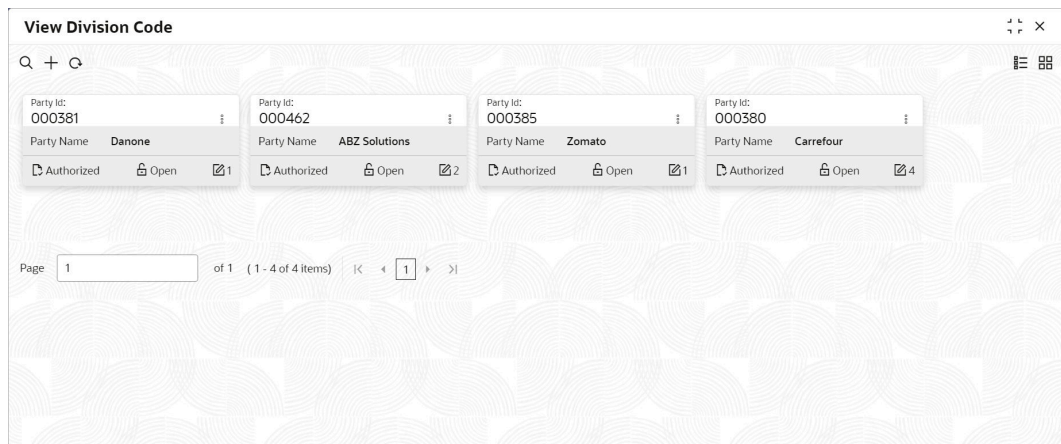 View Division Code
Party Id:
000381
Party Name Danone
Authorized Open 1
Party Id:
000462
Party Name ABZ Solutions
Authorized Open 2
Party Id:
000385
Party Name Zomato
Authorized Open 1
Party Id:
000380
Party Name Carrefour
Authorized Open 4
Page 1 of 1 ( 1 - 4 of 4 items) 1